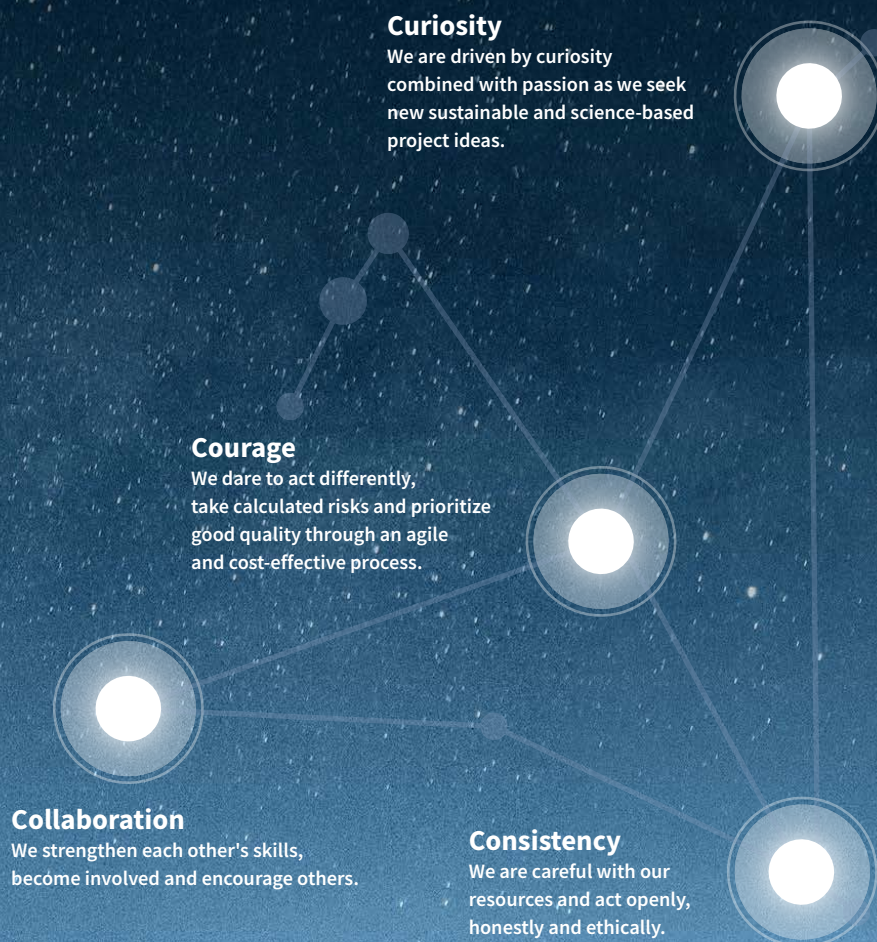 Curiosity
We are driven by curiosity
combined with passion as we seek
new sustainable and science-based
project ideas.
Courage
We dare to act differently,
take calculated risks and prioritize
good quality through an agile
and cost-effective process.
Collaboration
We strengthen each other's skills,
become involved and encourage others.
Consistency
We are careful with our
resources and act openly,
honestly and ethically.